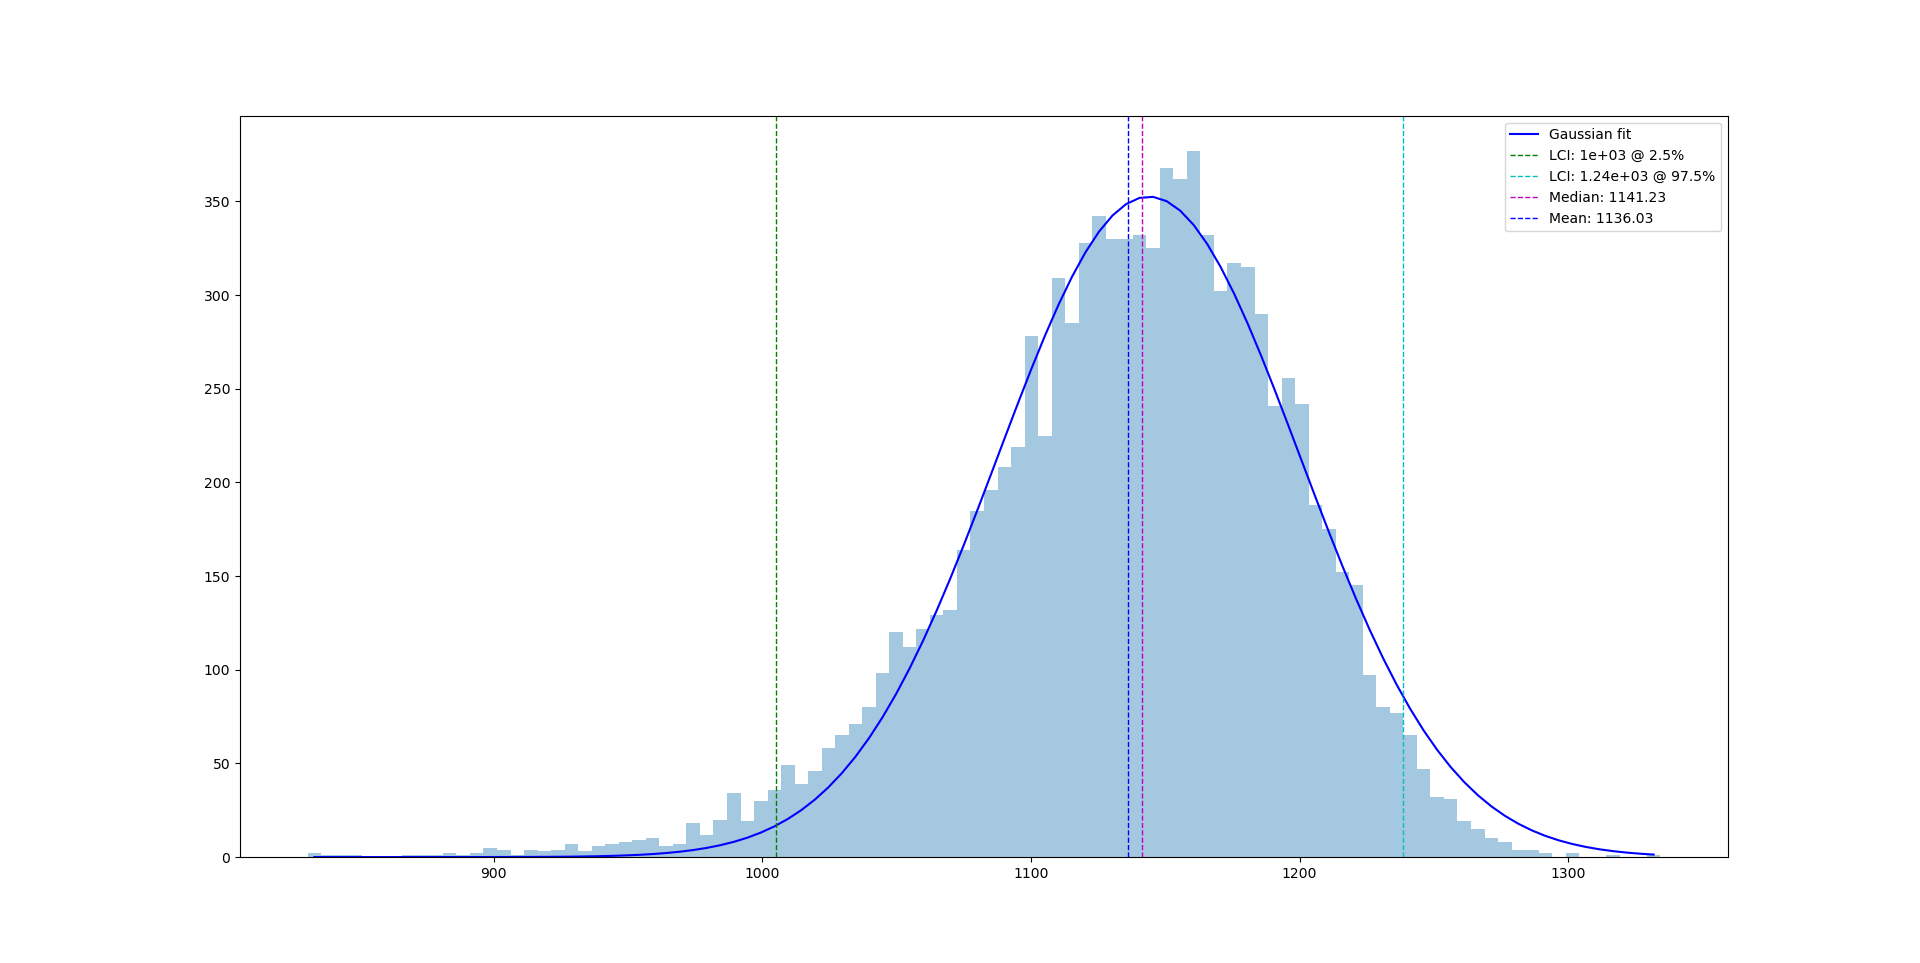 Gaussian fit
LCI: 1e+03 @ 2.5%
LCI: 1.24e+03 @ 97.5%
Median: 1141.23
Mean: 1136.03
350
300
250
200
150
100
50
0
900 1000 1100 1200 1300